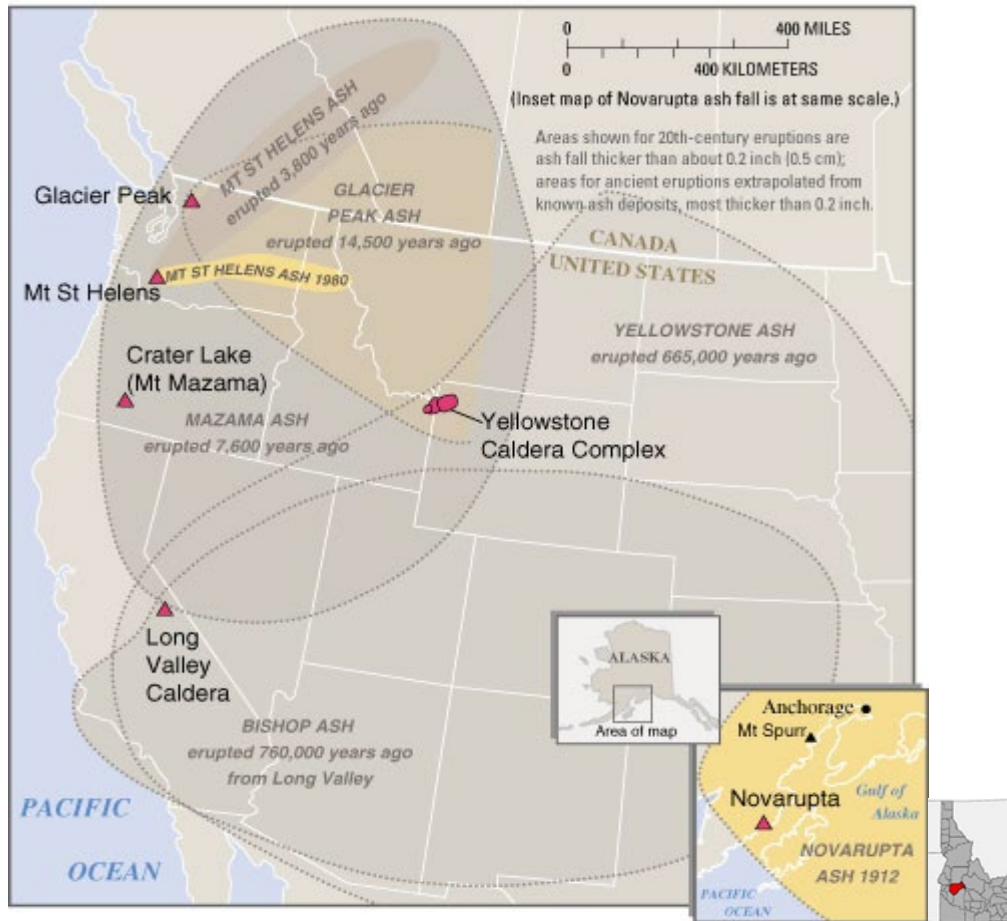 0 400 MILES
0 400 KILOMETERS
(Inset map of Novarupta ash fall is at same scale.)
Areas shown for 20th-century eruptions are
ash fall thicker than about 0.2 inch (0.5 cm);
areas for ancient eruptions extrapolated from
known ash deposits, most thicker than 0.2 inch.
MT ST HELENS ASH
erupted 3,800 years ago
Glacier Peak
GLACIER
PEAK ASH
erupted 14,500 years ago
CANADA
UNITED STATES
MT ST HELENS ASH 1980
Mt St Helens
YELLOWSTONE ASH
erupted 665,000 years ago
Crater Lake
(Mt Mazama)
MAZAMA ASH
erupted 7,600 years ago
Yellowstone
Caldera Complex
Long
Valley
Caldera
BISHOP ASH
erupted 760,000 years ago
from Long Valley
PACIFIC
OCEAN
ALASKA
Area of map
Anchorage
Mt Spurr
Novarupta
Gulf of
Alaska
NOVARUPTA
ASH 1912
PACIFIC
OCEAN